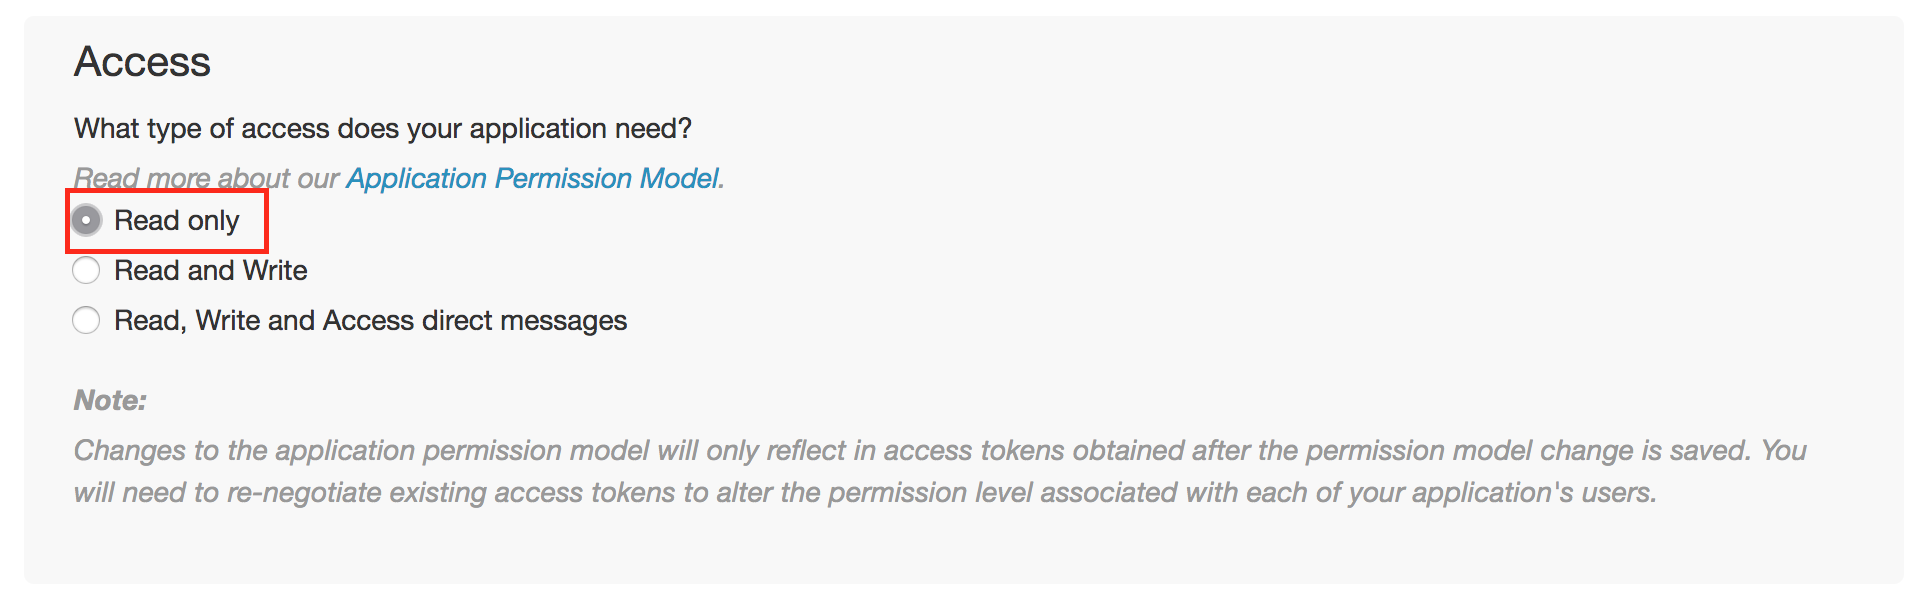 Access
What type of access does your application need?
Read more about our Application Permission Model.
Read only
Read and Write
Read, Write and Access direct messages
Note:
Changes to the application permission model will only reflect in access tokens obtained after the permission model change is saved. You
will need to re-negotiate existing access tokens to alter the permission level associated with each of your application's users.